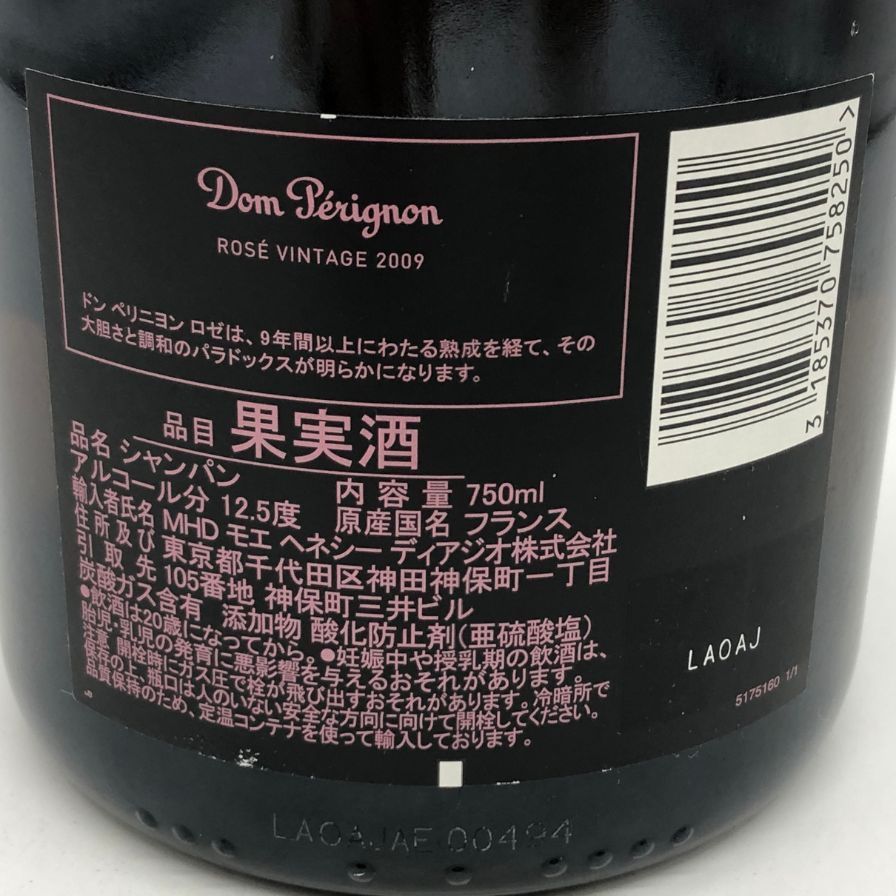 Dom Pérignon
ROSÉ VINTAGE 2009
ドン ペリニヨン ロゼは、9年間以上にわたる熟成を経て、その
大胆さと調和のパラドックスが明らかになります。
品目 果実酒
品名 シャンパン
アルコール分 12.5度 内容量 750ml
原産国名 フランス
輸入者氏名 MHD モエ ヘネシー ディアジオ株式会社
住所及び 東京都千代田区神田神保町一丁目
引取先 105番地 神保町三井ビル
炭酸ガス含有 添加物 酸化防止剤(亜硫酸塩)
●飲酒は20歳になってから。●妊娠中や授乳期の飲酒は、
胎児・乳児の発育に悪影響を与えるおそれがあります。
注意 開栓時にガス圧で栓が飛び出すおそれがあります。冷暗所で
保存の上、瓶口は人のいない安全な方向に向けて開栓してください。
品質保持のため、定温コンテナを使って輸入しております。
3 185370 758250 >
LAOAJ
5175160 1/1
LAOAJAE 00494